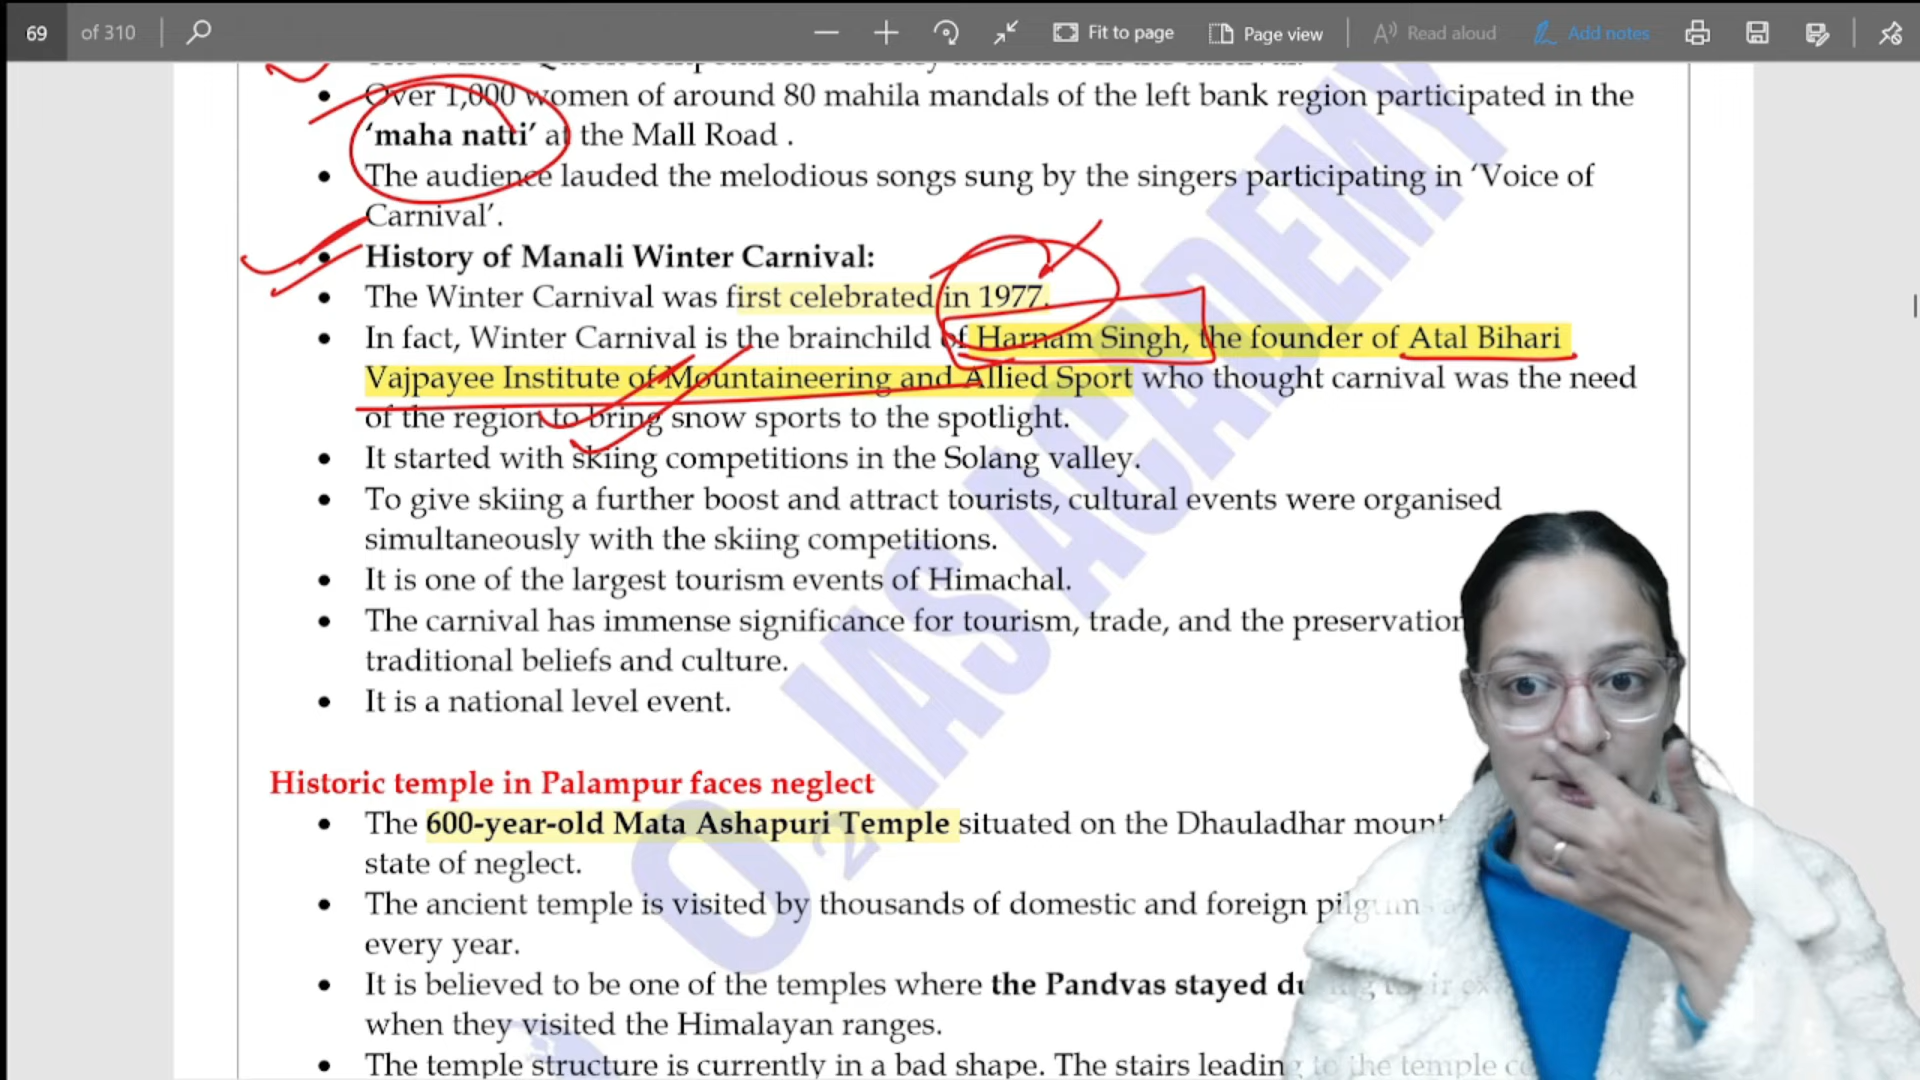 69 of 310 Fit to page Page view Read aloud Add notes
Over 1,000 women of around 80 mahila mandals of the left bank region participated in the
‘maha natti’ at the Mall Road .
The audience lauded the melodious songs sung by the singers participating in ‘Voice of
Carnival’.
History of Manali Winter Carnival:
The Winter Carnival was first celebrated in 1977.
In fact, Winter Carnival is the brainchild of Harnam Singh, the founder of Atal Bihari
Vajpayee Institute of Mountaineering and Allied Sport who thought carnival was the need
of the region to bring snow sports to the spotlight.
It started with skiing competitions in the Solang valley.
To give skiing a further boost and attract tourists, cultural events were organised
simultaneously with the skiing competitions.
It is one of the largest tourism events of Himachal.
The carnival has immense significance for tourism, trade, and the preservation
traditional beliefs and culture.
It is a national level event.
Historic temple in Palampur faces neglect
The 600-year-old Mata Ashapuri Temple situated on the Dhauladhar
state of neglect.
The ancient temple is visited by thousands of domestic and foreign
every year.
It is believed to be one of the temples where the Pandvas stayed
when they visited the Himalayan ranges.
The temple structure is currently in a bad shape. The stairs leading to the temple
IAS ACADEMY